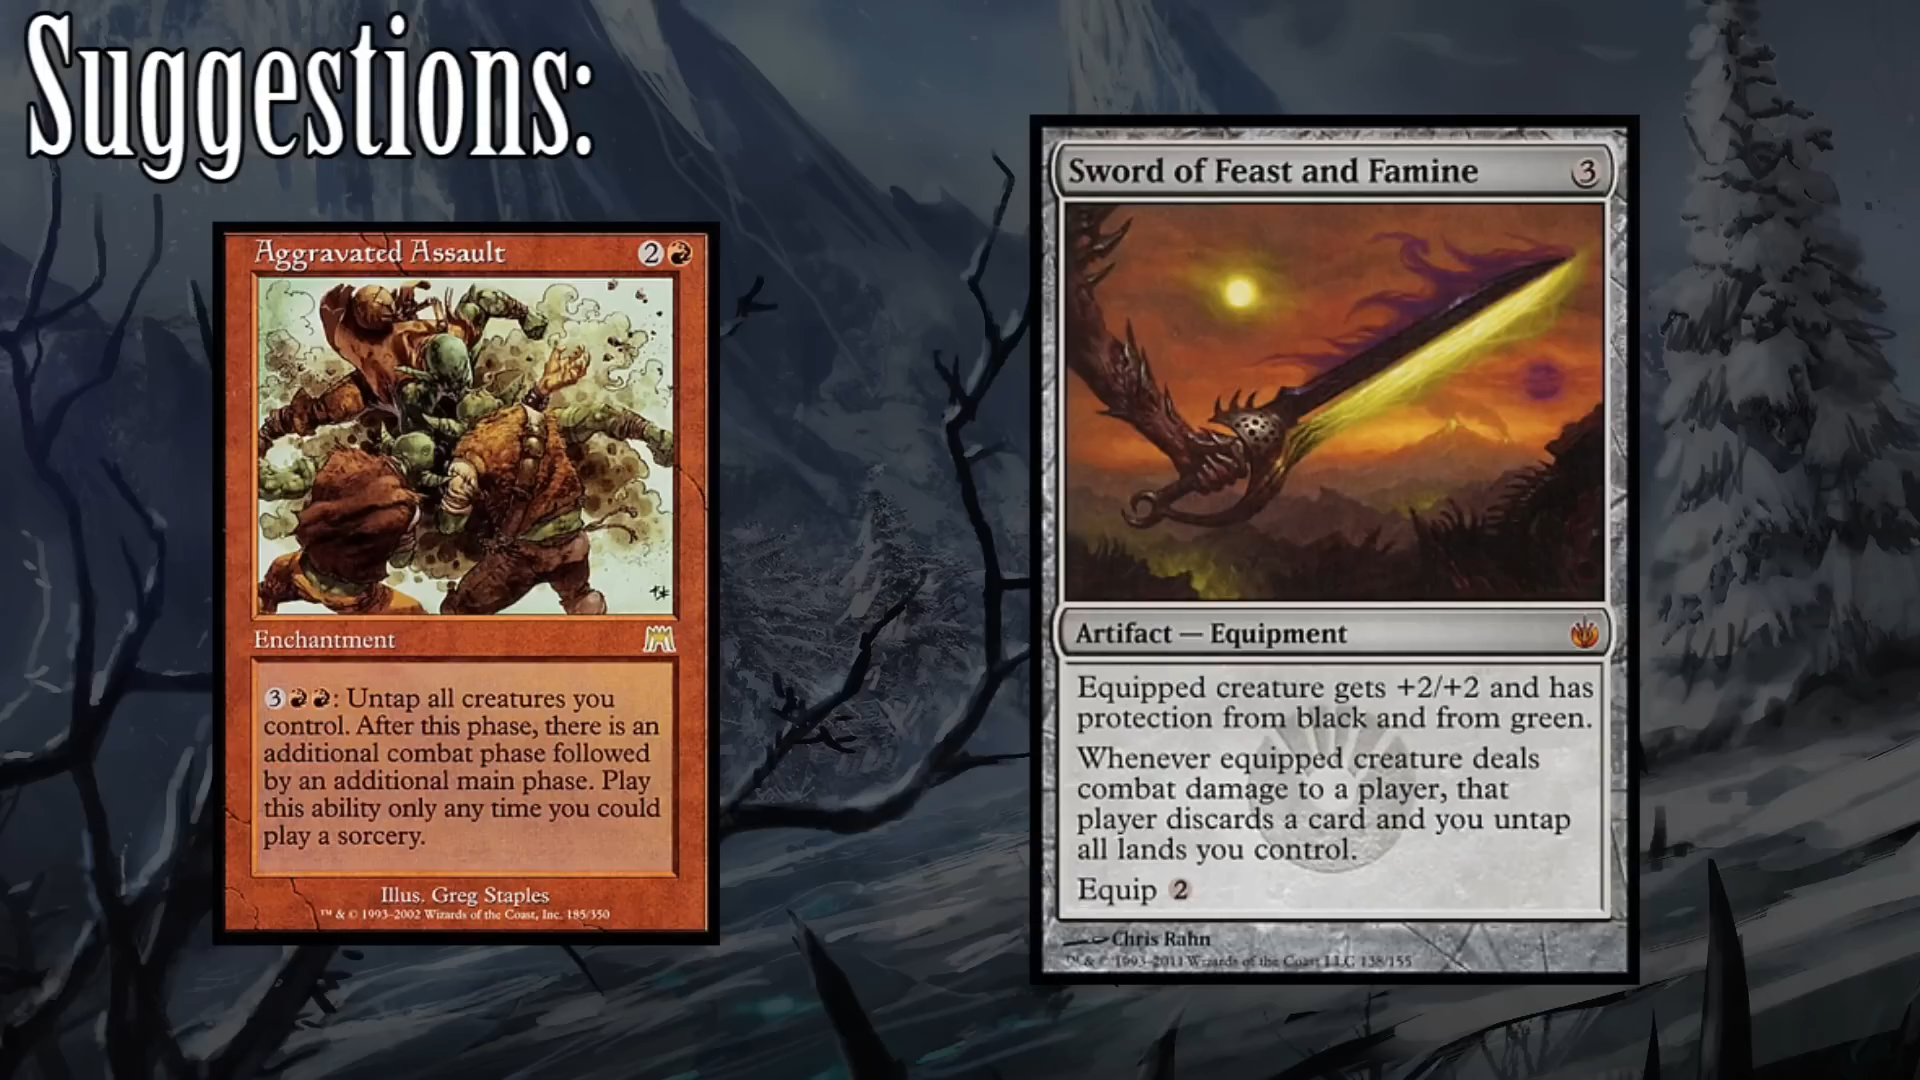 Suggestions:
Aggravated Assault 2
Enchantment
3 : Untap all creatures you
control. After this phase, there is an
additional combat phase followed
by an additional main phase. Play
this ability only any time you could
play a sorcery.
Illus. Greg Staples
™ & © 1993–2002 Wizards of the Coast, Inc. 185/350
Sword of Feast and Famine 3
Artifact — Equipment
Equipped creature gets +2/+2 and has
protection from black and from green.
Whenever equipped creature deals
combat damage to a player, that
player discards a card and you untap
all lands you control.
Equip 2
Chris Rahn
™ & © 1993–2011 Wizards of the Coast LLC 138/155